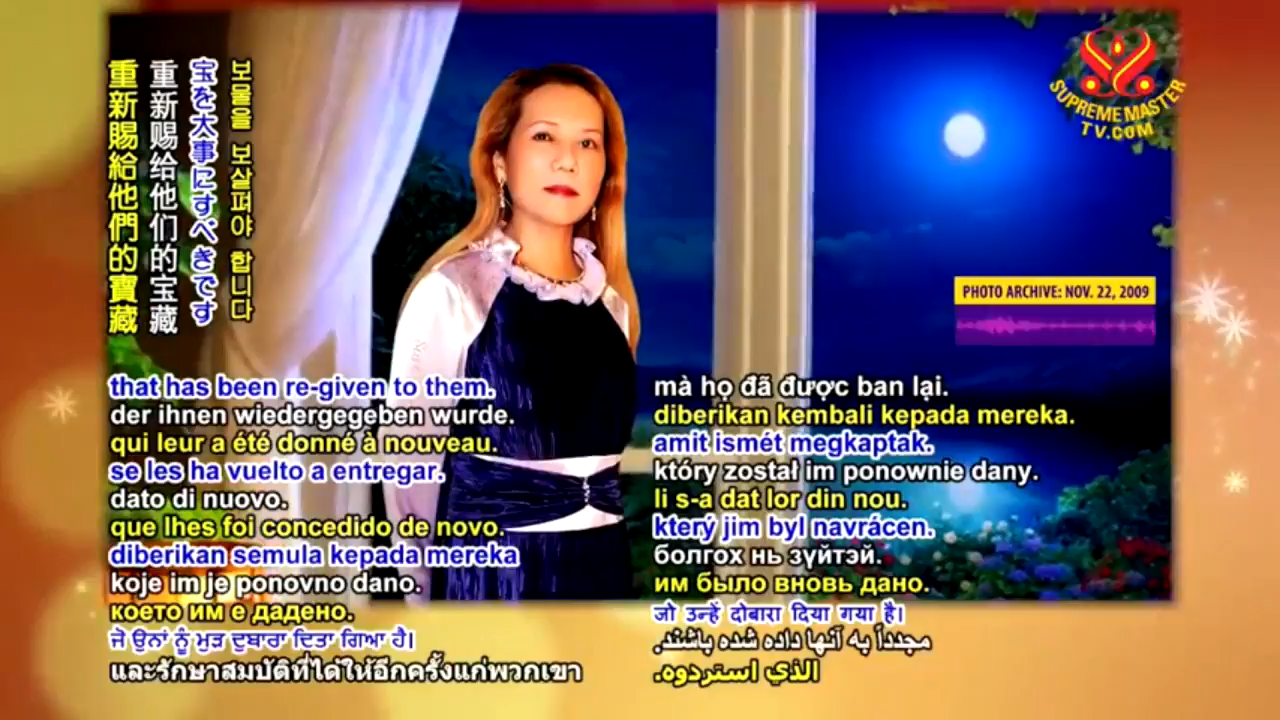 重新賜給他們的寶藏
重新赐给他们的宝藏
宝を大事にすべきです
보물을 보살펴야 합니다
SUPREME MASTER
TV.COM
PHOTO ARCHIVE: NOV. 22, 2009
that has been re-given to them.
der ihnen wiedergegeben wurde.
qui leur a été donné à nouveau.
se les ha vuelto a entregar.
dato di nuovo.
que lhes foi concedido de novo.
diberikan semula kepada mereka
koje im je ponovno dano.
което им е дадено.
ਜੋ ਉਨਾਂ ਨੂੰ ਮੁੜ ਦੁਬਾਰਾ ਦਿਤਾ ਗਿਆ ਹੈ।
และรักษาสมบัติที่ได้ให้อีกครั้งแก่พวกเขา
mà họ đã được ban lại.
diberikan kembali kepada mereka.
amit ismét megkaptak.
który został im ponownie dany.
li s-a dat lor din nou.
který jim byl navrácen.
болгох нь зүйтэй.
им было вновь дано.
जो उन्हें दोबारा दिया गया है।
مجدداً به آنها داده شده باشند.
الذي استردوه.